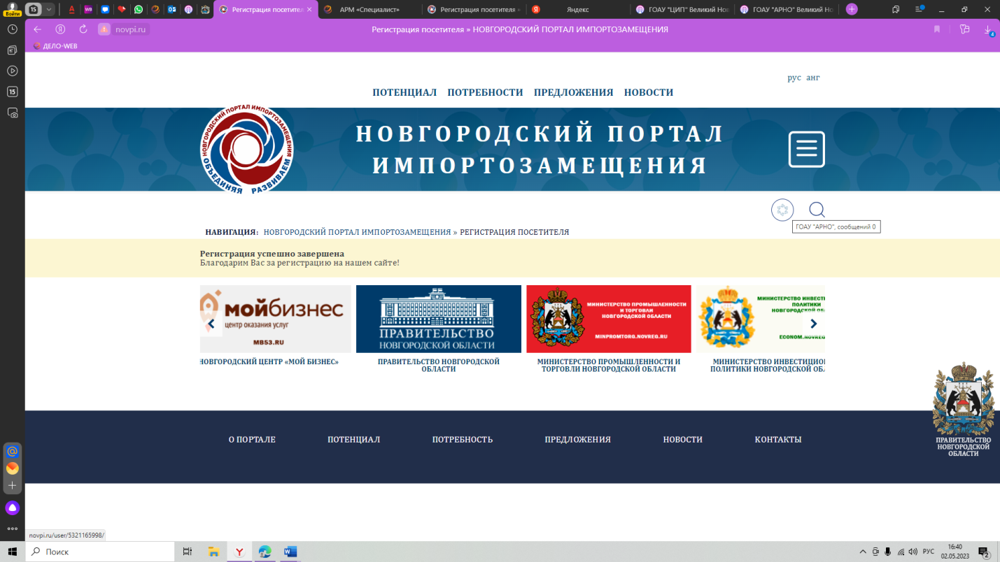 Войти
15
Регистрация посетител
АРМ «Специалист»
Регистрация посетителя »
Яндекс
ГОАУ "ЦИП" Великий Нов
ГОАУ "АРНО" Великий Но
novpi.ru
Регистрация посетителя » НОВГОРОДСКИЙ ПОРТАЛ ИМПОРТОЗАМЕЩЕНИЯ
4
ДЕЛО-WEB
15
рус анг
ПОТЕНЦИАЛ ПОТРЕБНОСТИ ПРЕДЛОЖЕНИЯ НОВОСТИ
НОВГОРОДСКИЙ ПОРТАЛ ИМПОРТОЗАМЕЩЕНИЯ
ОБЪЕДИНЯЯ РАЗВИВАЕМ
НОВГОРОДСКИЙ ПОРТАЛ
ИМПОРТОЗАМЕЩЕНИЯ
ГОАУ "АРНО", сообщений 0
НАВИГАЦИЯ: НОВГОРОДСКИЙ ПОРТАЛ ИМПОРТОЗАМЕЩЕНИЯ » РЕГИСТРАЦИЯ ПОСЕТИТЕЛЯ
Регистрация успешно завершена
Благодарим Вас за регистрацию на нашем сайте!
мойбизнес
центр оказания услуг
MB53.RU
ПРАВИТЕЛЬСТВО
НОВГОРОДСКОЙ ОБЛАСТИ
МИНИСТЕРСТВО ПРОМЫШЛЕННОСТИ
И ТОРГОВЛИ
НОВГОРОДСКОЙ ОБЛАСТИ
MINPROMTORG.NOVREG.RU
МИНИСТЕРСТВО ИНВЕСТИ
ПОЛИТИКИ
НОВГОРОДСКОЙ ОБ
ECONOM.NOVREG
НОВГОРОДСКИЙ ЦЕНТР «МОЙ БИЗНЕС»
ПРАВИТЕЛЬСТВО НОВГОРОДСКОЙ
ОБЛАСТИ
МИНИСТЕРСТВО ПРОМЫШЛЕННОСТИ И
ТОРГОВЛИ НОВГОРОДСКОЙ ОБЛАСТИ
МИНИСТЕРСТВО ИНВЕСТИЦИО
ПОЛИТИКИ НОВГОРОДСКОЙ ОБЛ
ПРАВИТЕЛЬСТВО
НОВГОРОДСКОЙ
ОБЛАСТИ
О ПОРТАЛЕ ПОТЕНЦИАЛ ПОТРЕБНОСТЬ ПРЕДЛОЖЕНИЯ НОВОСТИ КОНТАКТЫ
novpi.ru/user/5321165998/
Поиск
РУС
16:40
02.05.2023
2